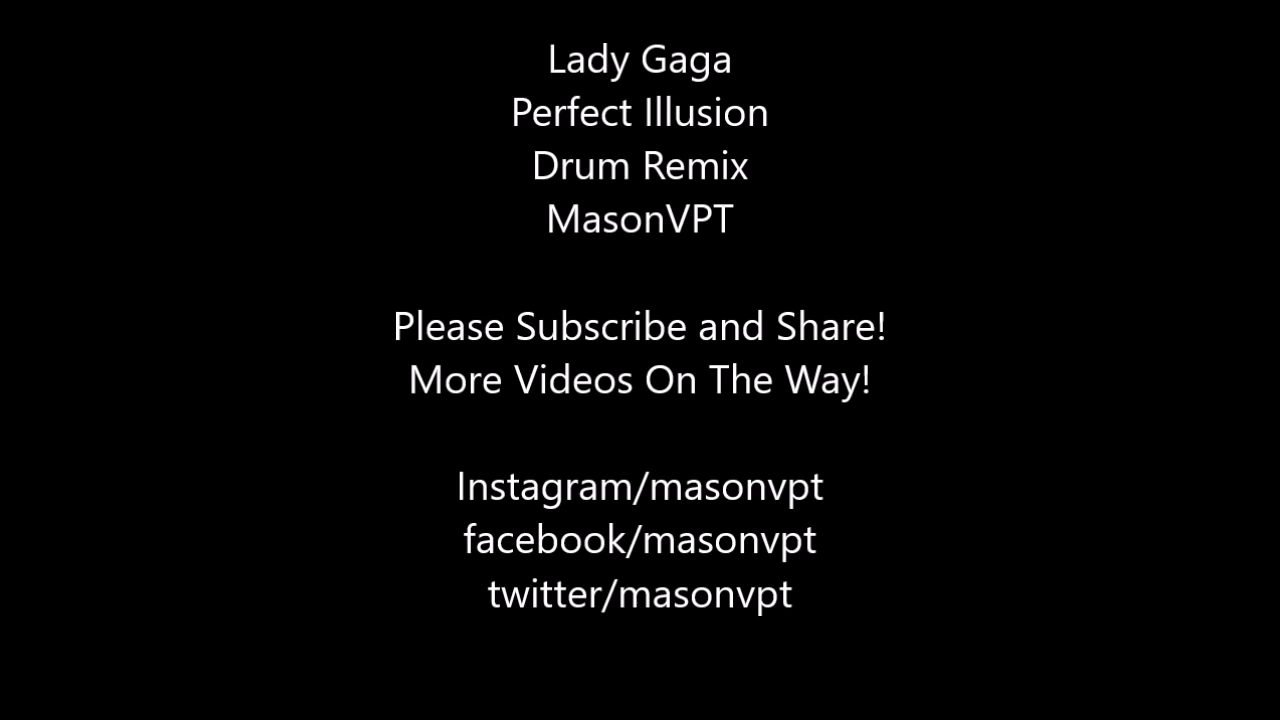 Lady Gaga
Perfect Illusion
Drum Remix
MasonVPT
Please Subscribe and Share!
More Videos On The Way!
Instagram/masonvpt
facebook/masonvpt
twitter/masonvpt